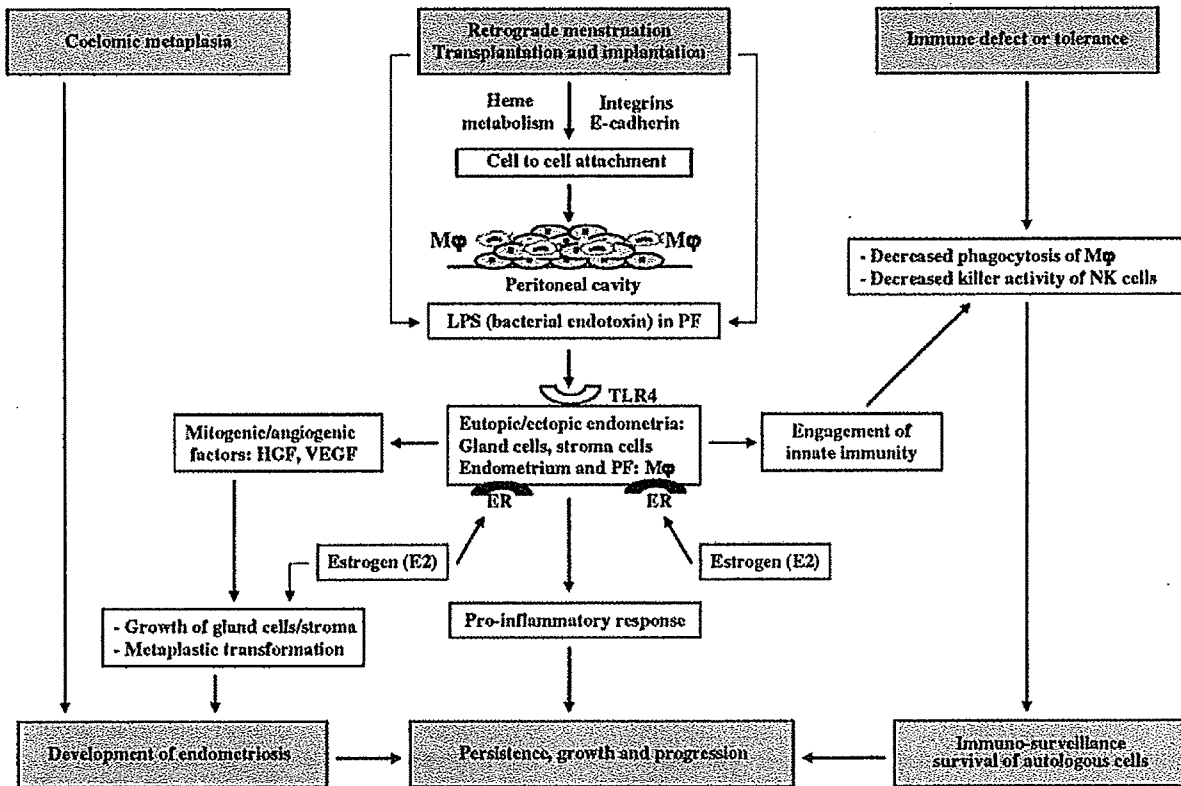 Coelomic metaplasia
Retrograde menstruation
Transplantation and implantation
Immune defect or tolerance
Heme
metabolism
Integrins
E-cadherin
Cell to cell attachment
Mφ
Mφ
Peritoneal cavity
- Decreased phagocytosis of Mφ
- Decreased killer activity of NK cells
LPS (bacterial endotoxin) in PF
TLR4
Mitogenic/angiogenic
factors: HGF, VEGF
Eutopic/ectopic endometria:
Gland cells, stroma cells
Endometrium and PF: Mφ
Engagement of
innate immunity
ER
ER
Estrogen (E2)
Estrogen (E2)
- Growth of gland cells/stroma
- Metaplastic transformation
Pro-inflammatory response
Development of endometriosis
Persistence, growth and progression
Immuno-surveillance
survival of autologous cells